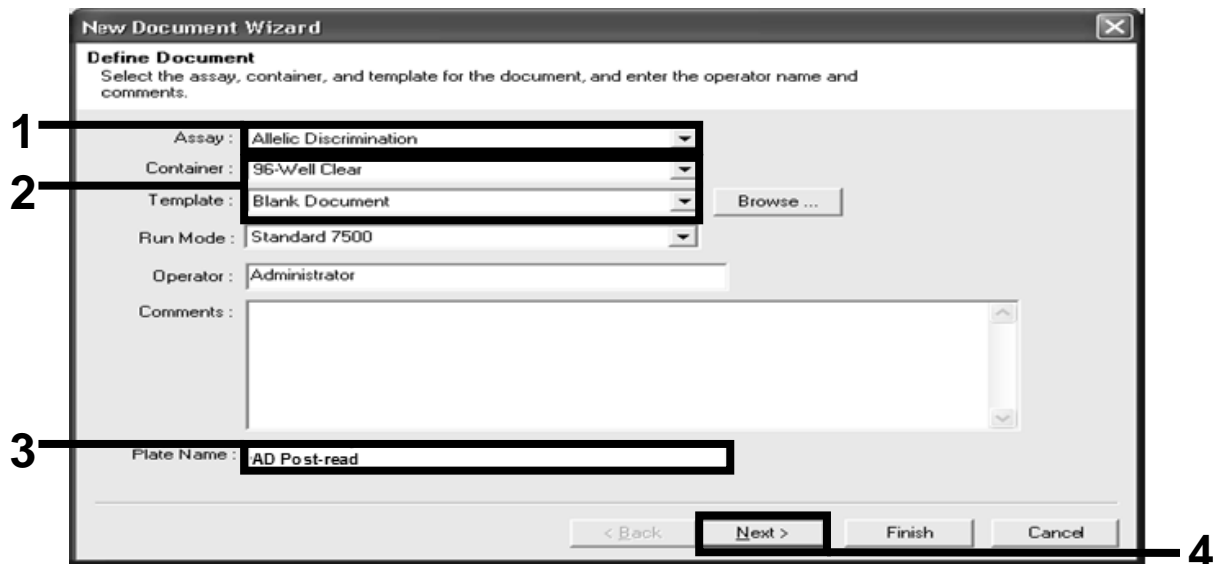 New Document Wizard
Define Document
Select the assay, container, and template for the document, and enter the operator name and
comments.
1
Assay : Allelic Discrimination
Container : 96-Well Clear
2
Template : Blank Document Browse ...
Run Mode : Standard 7500
Operator : Administrator
Comments :
3
Plate Name : AD Post-read
< Back Next > Finish Cancel
4